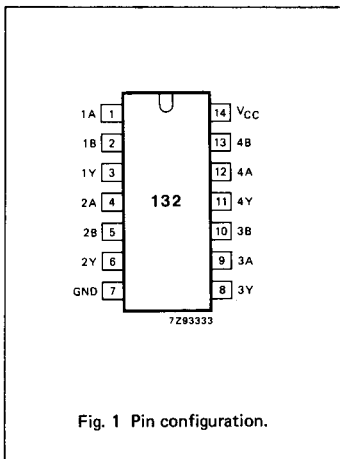 1A 1 14 VCC
1B 2 13 4B
1Y 3 12 4A
2A 4 132 11 4Y
2B 5 10 3B
2Y 6 9 3A
GND 7 8 3Y
7Z93333
Fig. 1 Pin configuration.